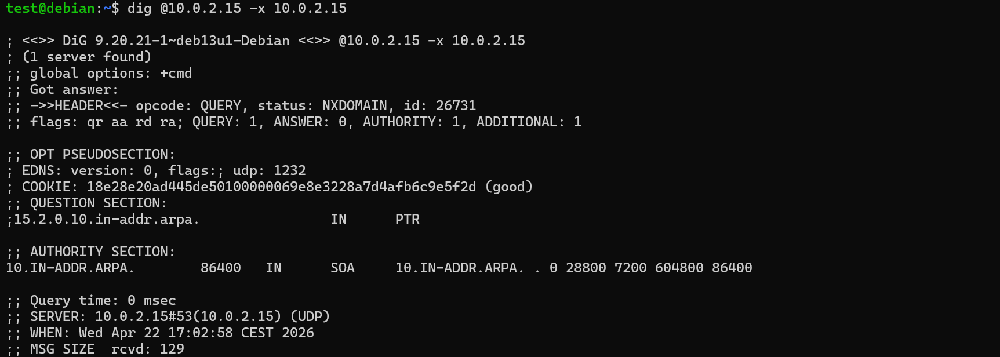 test@debian:~$ dig @10.0.2.15 -x 10.0.2.15
; <<>> DiG 9.20.21-1~deb13u1-Debian <<>> @10.0.2.15 -x 10.0.2.15
; (1 server found)
;; global options: +cmd
;; Got answer:
;; ->>HEADER<<- opcode: QUERY, status: NXDOMAIN, id: 26731
;; flags: qr aa rd ra; QUERY: 1, ANSWER: 0, AUTHORITY: 1, ADDITIONAL: 1
;; OPT PSEUDOSECTION:
; EDNS: version: 0, flags:; udp: 1232
; COOKIE: 18e28e20ad445de50100000069e8e3228a7d4afb6c9e5f2d (good)
;; QUESTION SECTION:
;15.2.0.10.in-addr.arpa. IN PTR
;; AUTHORITY SECTION:
10.IN-ADDR.ARPA. 86400 IN SOA 10.IN-ADDR.ARPA. . 0 28800 7200 604800 86400
;; Query time: 0 msec
;; SERVER: 10.0.2.15#53(10.0.2.15) (UDP)
;; WHEN: Wed Apr 22 17:02:58 CEST 2026
;; MSG SIZE rcvd: 129